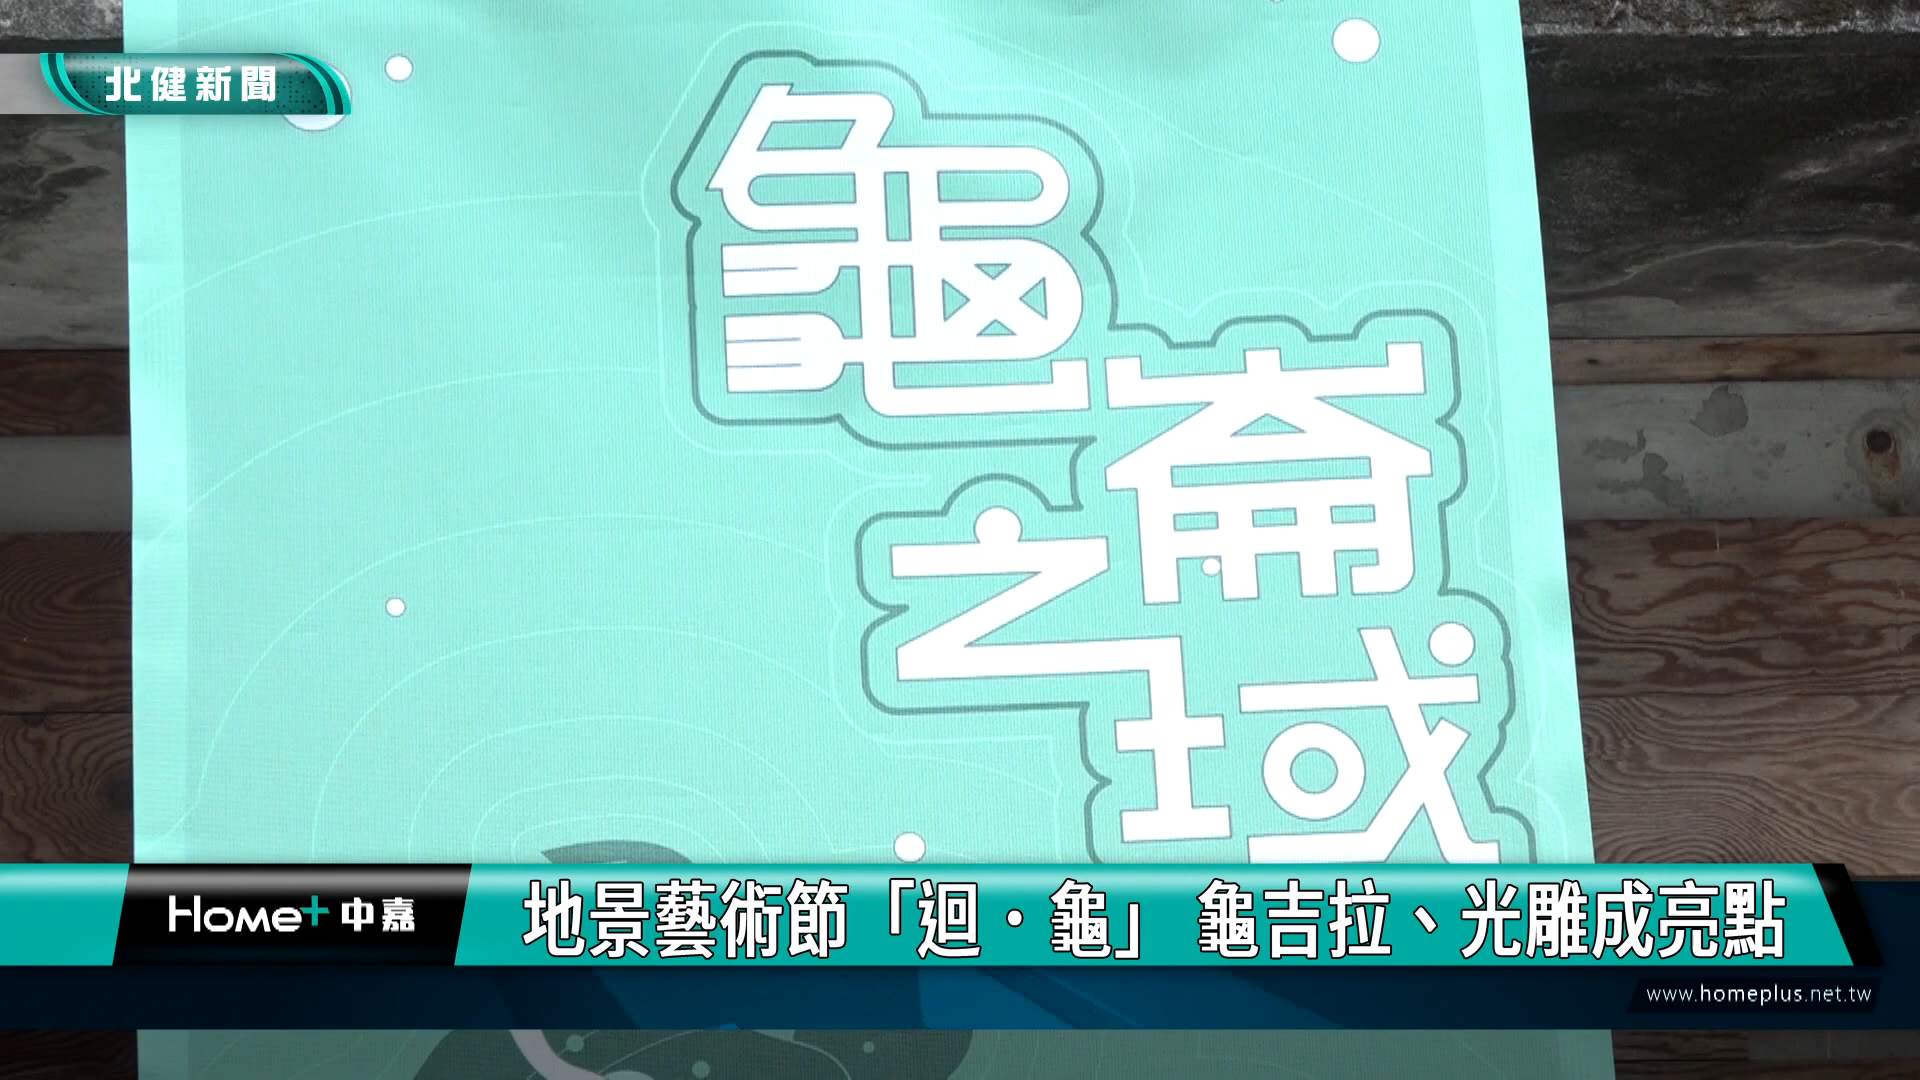 北健新聞
龜崙
之域
Home+中嘉
地景藝術節「迴·龜」 龜吉拉、光雕成亮點
www.homeplus.net.tw